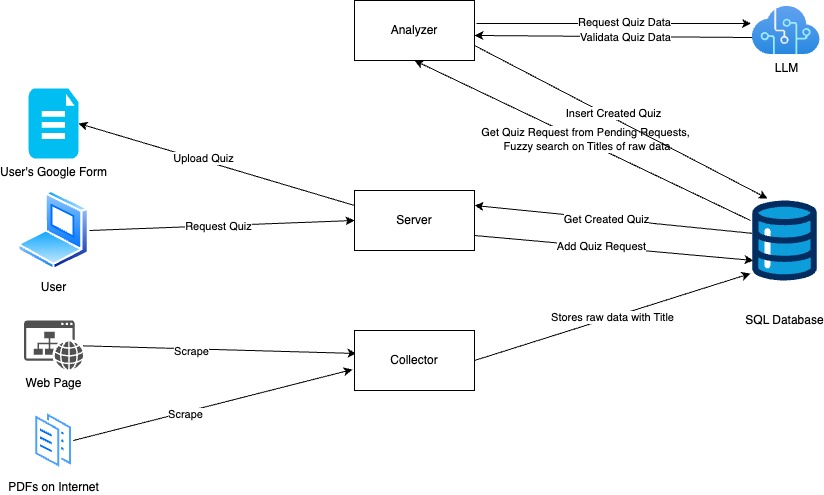 Analyzer
Request Quiz Data
Validata Quiz Data
LLM
Insert Created Quiz
Get Quiz Request from Pending Requests,
Fuzzy search on Titles of raw data
User's Google Form
Upload Quiz
Request Quiz
Server
Get Created Quiz
Add Quiz Request
User
SQL Database
Stores raw data with Title
Web Page
Scrape
Collector
Scrape
PDFs on Internet